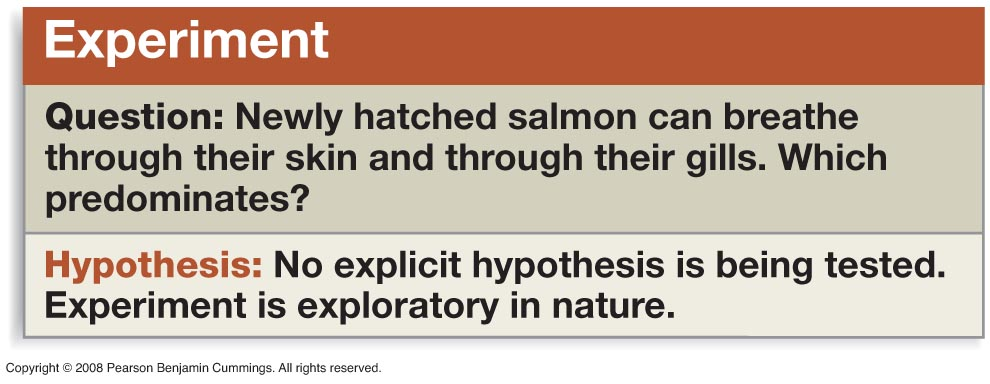 Experiment
Question: Newly hatched salmon can breathe
through their skin and through their gills. Which
predominates?
Hypothesis: No explicit hypothesis is being tested.
Experiment is exploratory in nature.
Copyright © 2008 Pearson Benjamin Cummings. All rights reserved.